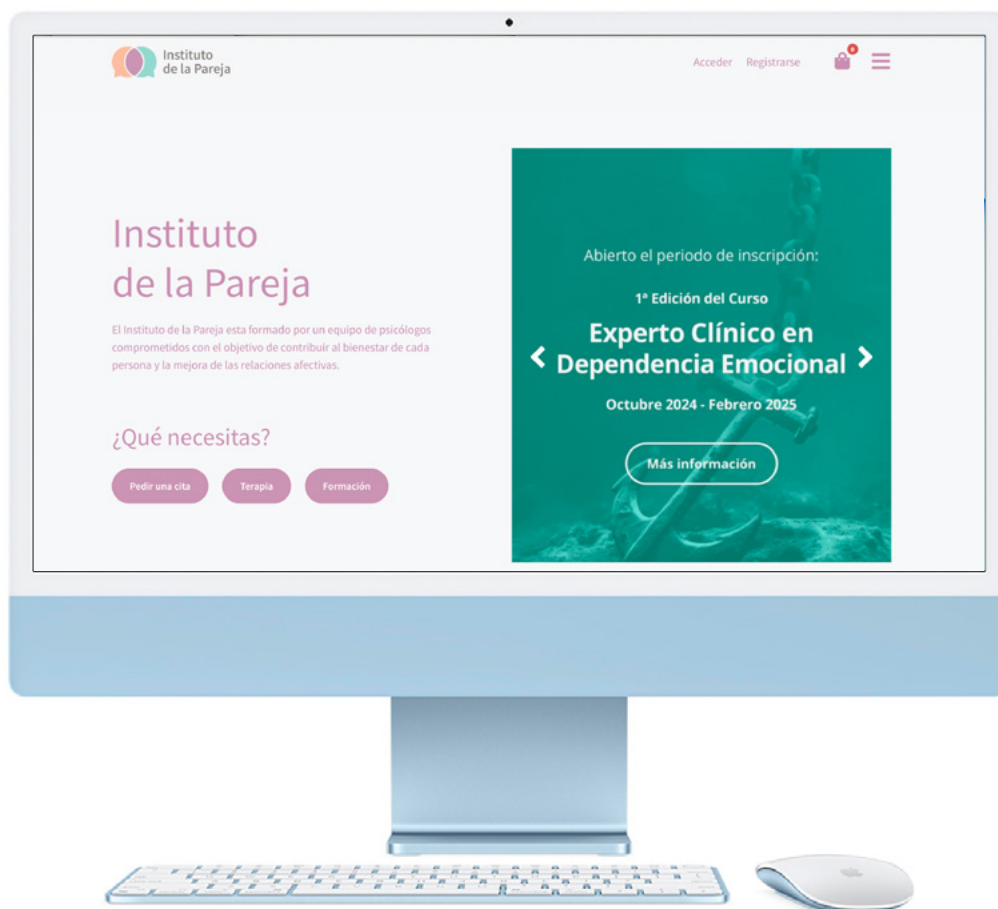 Instituto
de la Pareja
Acceder Registrarse
0
Instituto
de la Pareja
El Instituto de la Pareja esta formado por un equipo de psicólogos
comprometidos con el objetivo de contribuir al bienestar de cada
persona y la mejora de las relaciones afectivas.
¿Qué necesitas?
Pedir una cita Terapia Formación
Abierto el periodo de inscripción:
1ª Edición del Curso
Experto Clínico en
Dependencia Emocional
Octubre 2024 - Febrero 2025
Más información